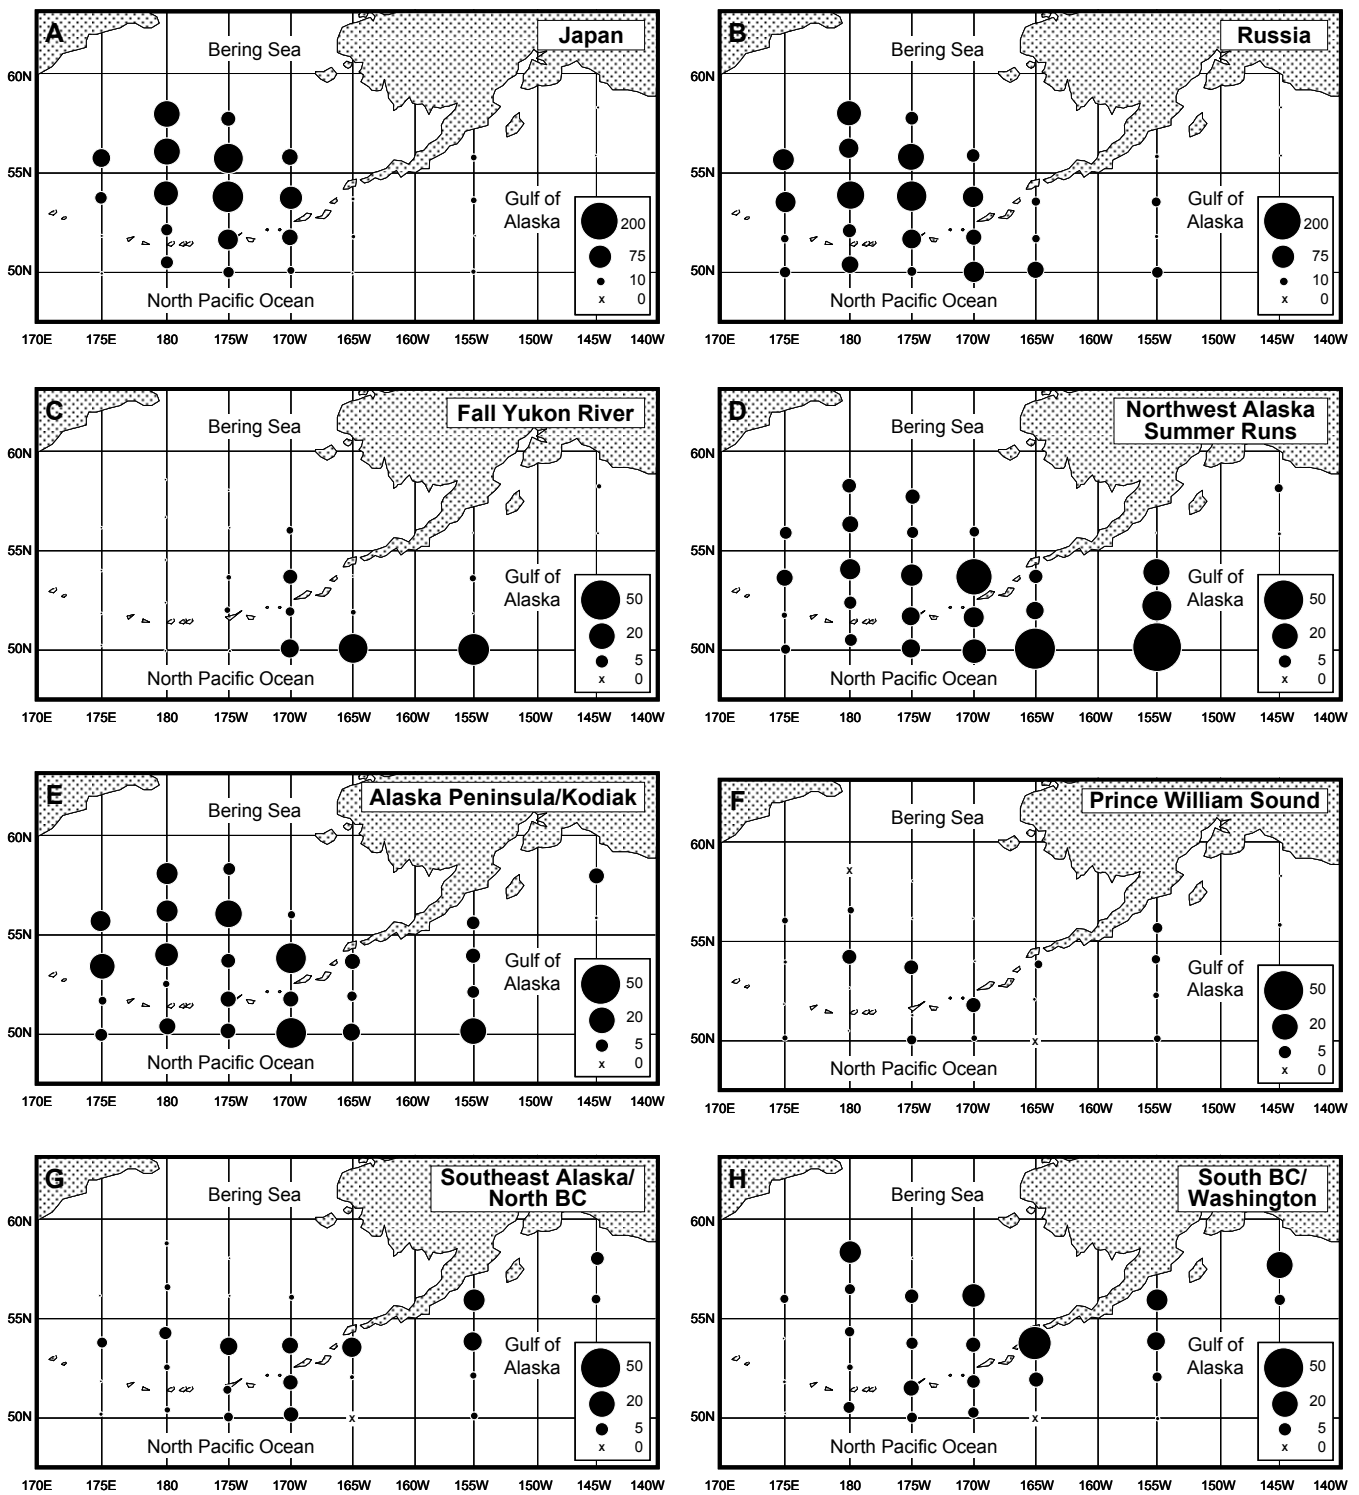 A
Japan
Bering Sea
60N
55N
50N
Gulf of
Alaska
200
75
10
x 0
North Pacific Ocean
170E 175E 180 175W 170W 165W 160W 155W 150W 145W 140W
B
Russia
Bering Sea
60N
55N
50N
Gulf of
Alaska
200
75
10
x 0
North Pacific Ocean
170E 175E 180 175W 170W 165W 160W 155W 150W 145W 140W
C
Fall Yukon River
Bering Sea
60N
55N
50N
Gulf of
Alaska
50
20
5
x 0
North Pacific Ocean
170E 175E 180 175W 170W 165W 160W 155W 150W 145W 140W
D
Northwest Alaska
Summer Runs
Bering Sea
60N
55N
50N
Gulf of
Alaska
50
20
5
x 0
North Pacific Ocean
170E 175E 180 175W 170W 165W 160W 155W 150W 145W 140W
E
Alaska Peninsula/Kodiak
Bering Sea
60N
55N
50N
Gulf of
Alaska
50
20
5
x 0
North Pacific Ocean
170E 175E 180 175W 170W 165W 160W 155W 150W 145W 140W
F
Prince William Sound
Bering Sea
60N
x
55N
50N
x
Gulf of
Alaska
50
20
5
x 0
North Pacific Ocean
170E 175E 180 175W 170W 165W 160W 155W 150W 145W 140W
G
Southeast Alaska/
North BC
Bering Sea
60N
55N
50N
x
Gulf of
Alaska
50
20
5
x 0
North Pacific Ocean
170E 175E 180 175W 170W 165W 160W 155W 150W 145W 140W
H
South BC/
Washington
Bering Sea
60N
55N
50N
x
Gulf of
Alaska
50
20
5
x 0
North Pacific Ocean
170E 175E 180 175W 170W 165W 160W 155W 150W 145W 140W